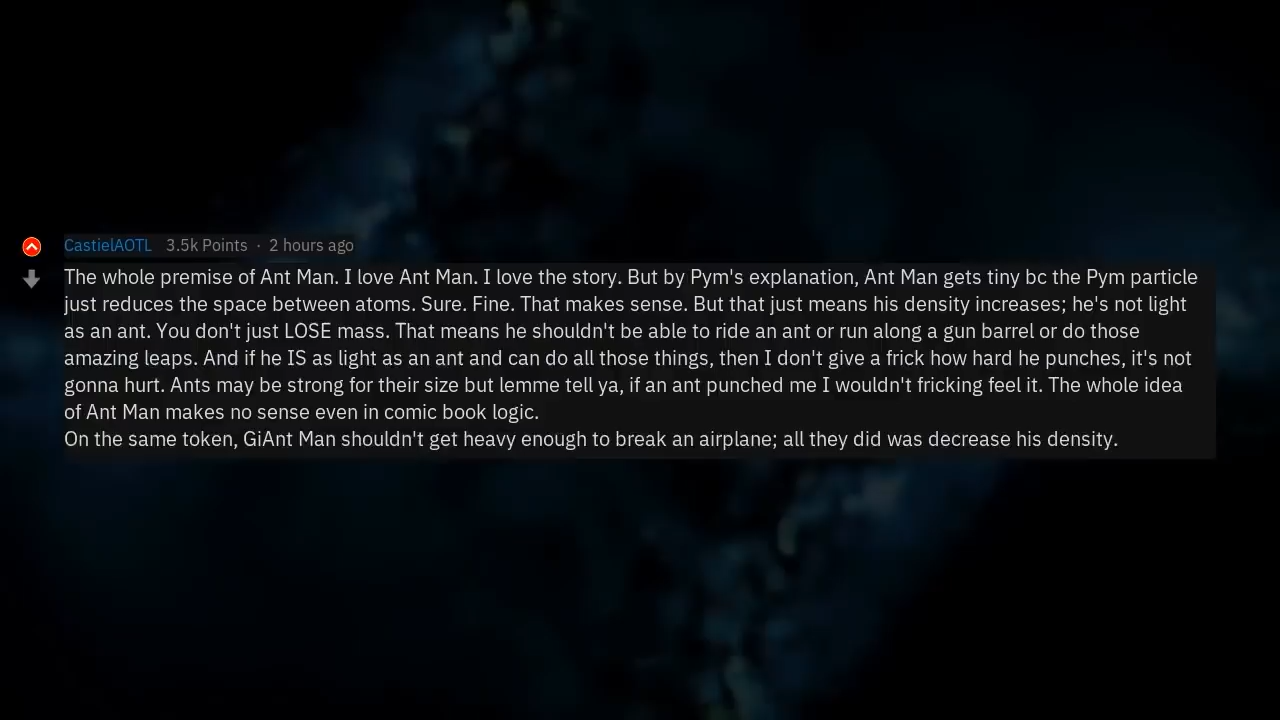 CastielAOTL 3.5k Points · 2 hours ago
The whole premise of Ant Man. I love Ant Man. I love the story. But by Pym's explanation, Ant Man gets tiny bc the Pym particle
just reduces the space between atoms. Sure. Fine. That makes sense. But that just means his density increases; he's not light
as an ant. You don't just LOSE mass. That means he shouldn't be able to ride an ant or run along a gun barrel or do those
amazing leaps. And if he IS as light as an ant and can do all those things, then I don't give a frick how hard he punches, it's not
gonna hurt. Ants may be strong for their size but lemme tell ya, if an ant punched me I wouldn't fricking feel it. The whole idea
of Ant Man makes no sense even in comic book logic.
On the same token, GiAnt Man shouldn't get heavy enough to break an airplane; all they did was decrease his density.